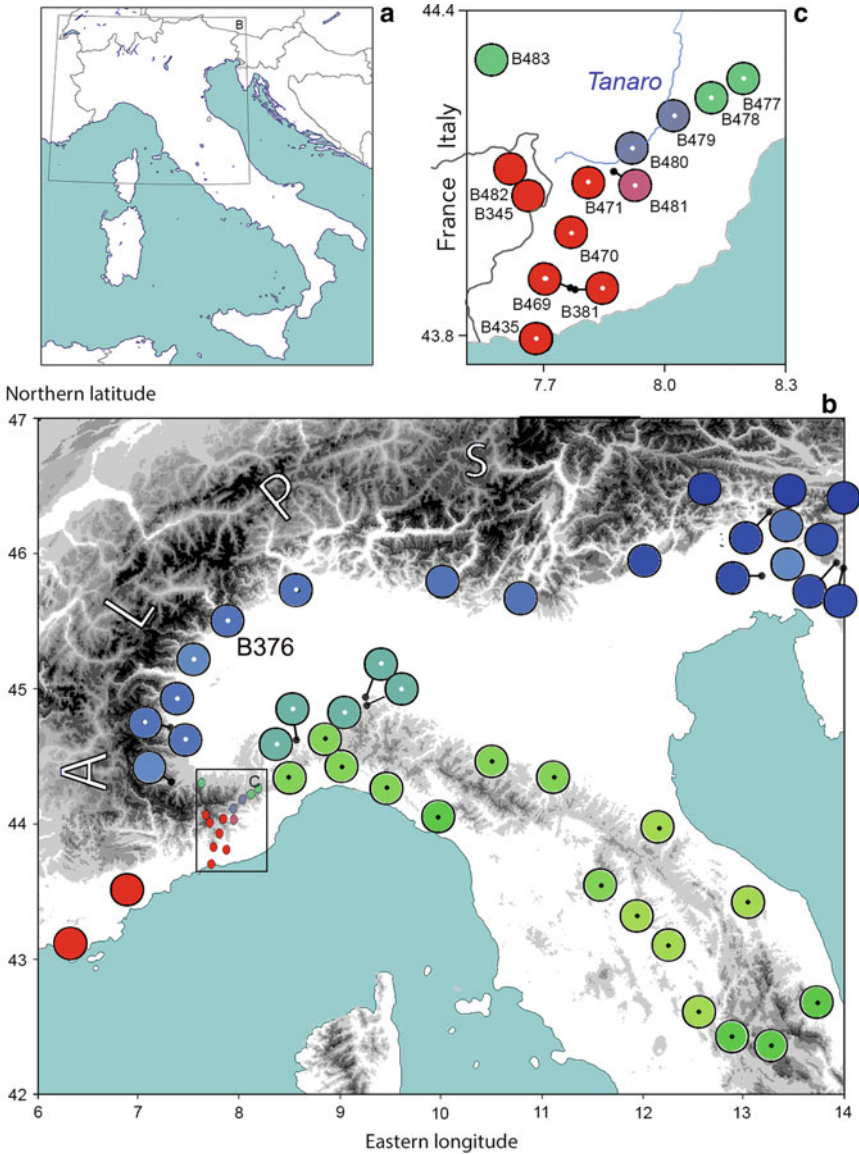 B
a
c
44.4
B483
Tanaro
B477
B478
B479
Italy
B480
France
B482
B345
B471
B481
B470
B469
B381
B435
43.8
7.7
8.0
8.3
Northern latitude
b
47
S
P
46
L
B376
45
A
C
44
43
42
6
7
8
9
10
11
12
13
14
Eastern longitude